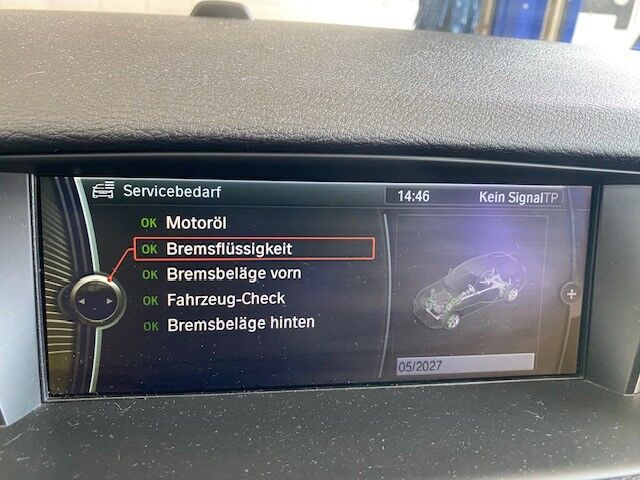 Servicebedarf 14:46 Kein Signal TP
OK Motoröl
OK Bremsflüssigkeit
OK Bremsbeläge vorn
OK Fahrzeug-Check
OK Bremsbeläge hinten
05/2027